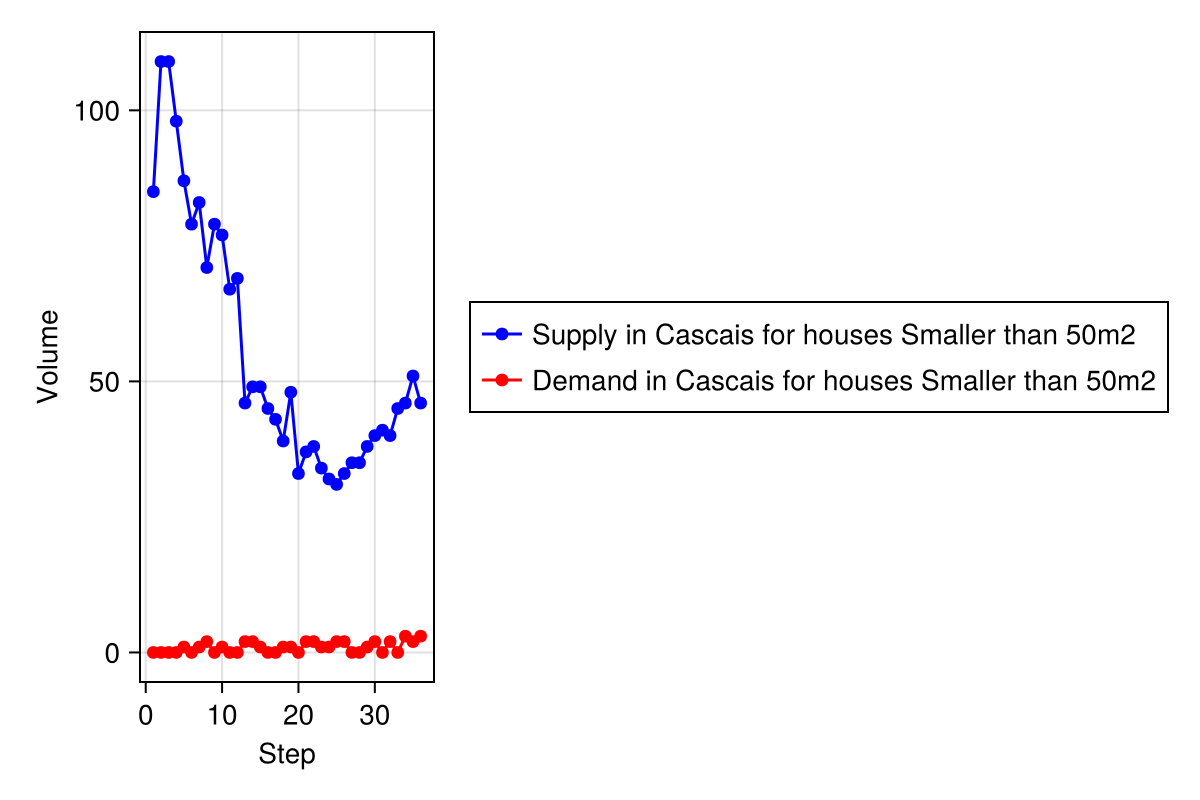 100
50
0
Volume
0 10 20 30
Step
Supply in Cascais for houses Smaller than 50m2
Demand in Cascais for houses Smaller than 50m2